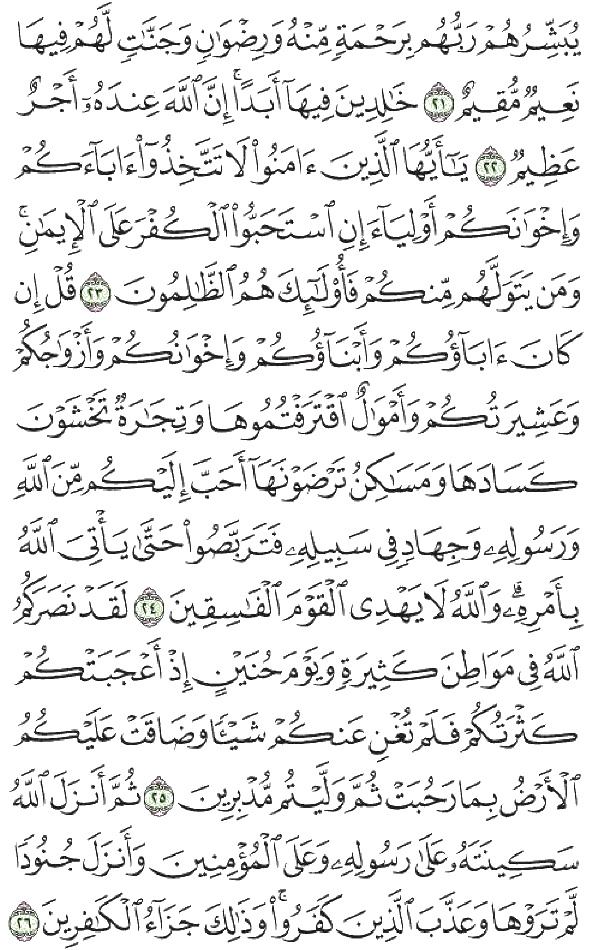 يُبَشِّرُهُمْ رَبُّهُم بِرَحْمَةٍ مِّنْهُ وَرِضْوَٰنٍ وَجَنَّٰتٍ لَّهُمْ فِيهَا
نَعِيمٌ مُّقِيمٌ ٢١ خَٰلِدِينَ فِيهَآ أَبَدًا ۚ إِنَّ ٱللَّهَ عِندَهُۥٓ أَجْرٌ
عَظِيمٌ ٢٢ يَٰٓأَيُّهَا ٱلَّذِينَ ءَامَنُوا۟ لَا تَتَّخِذُوٓا۟ ءَابَآءَكُمْ
وَإِخْوَٰنَكُمْ أَوْلِيَآءَ إِنِ ٱسْتَحَبُّوا۟ ٱلْكُفْرَ عَلَى ٱلْإِيمَٰنِ ۚ
وَمَن يَتَوَلَّهُم مِّنكُمْ فَأُو۟لَٰٓئِكَ هُمُ ٱلظَّٰلِمُونَ ٢٣ قُلْ إِن
كَانَ ءَابَآؤُكُمْ وَأَبْنَآؤُكُمْ وَإِخْوَٰنُكُمْ وَأَزْوَٰجُكُمْ
وَعَشِيرَتُكُمْ وَأَمْوَٰلٌ ٱقْتَرَفْتُمُوهَا وَتِجَٰرَةٌ تَخْشَوْنَ
كَسَادَهَا وَمَسَٰكِنُ تَرْضَوْنَهَآ أَحَبَّ إِلَيْكُم مِّنَ ٱللَّهِ
وَرَسُولِهِۦ وَجِهَادٍ فِى سَبِيلِهِۦ فَتَرَبَّصُوا۟ حَتَّىٰ يَأْتِىَ ٱللَّهُ
بِأَمْرِهِۦ ۗ وَٱللَّهُ لَا يَهْدِى ٱلْقَوْمَ ٱلْفَٰسِقِينَ ٢٤ لَقَدْ نَصَرَكُمُ
ٱللَّهُ فِى مَوَاطِنَ كَثِيرَةٍ وَيَوْمَ حُنَيْنٍ إِذْ أَعْجَبَتْكُمْ
كَثْرَتُكُمْ فَلَمْ تُغْنِ عَنكُمْ شَيْـًٔا وَضَاقَتْ عَلَيْكُمُ
ٱلْأَرْضُ بِمَا رَحُبَتْ ثُمَّ وَلَّيْتُم مُّدْبِرِينَ ٢٥ ثُمَّ أَنزَلَ ٱللَّهُ
سَكِينَتَهُۥ عَلَىٰ رَسُولِهِۦ وَعَلَى ٱلْمُؤْمِنِينَ وَأَنزَلَ جُنُودًا
لَّمْ تَرَوْهَا وَعَذَّبَ ٱلَّذِينَ كَفَرُوا۟ ۚ وَذَٰلِكَ جَزَآءُ ٱلْكَٰفِرِينَ ٢٦